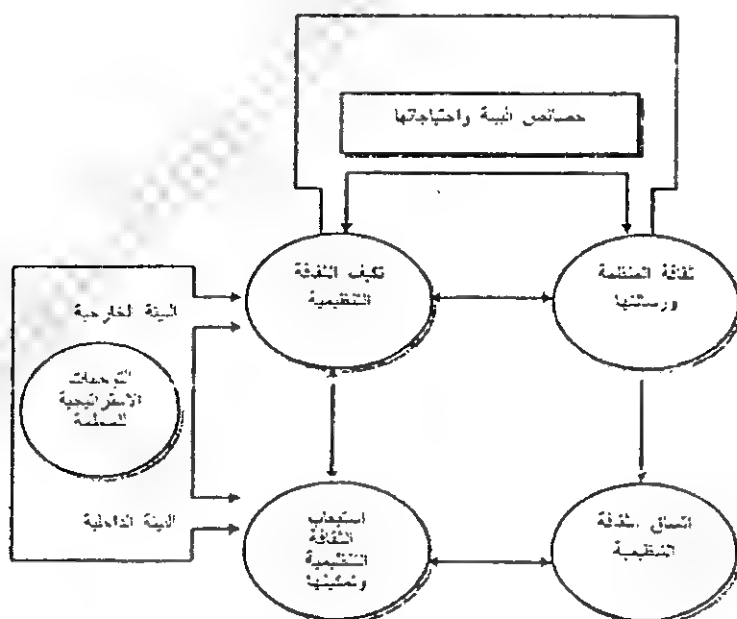 خصائص البيئة واحتياجاتها
ثقافة المنظمة
ورسالتها
تكيف الثقافة
التنظيمية
البيئة الخارجية
التوجهات
الاستراتيجية
للمنظمة
البيئة الداخلية
استيعاب
الثقافة
التنظيمية
وتمكينها
اتساق الثقافة
التنظيمية